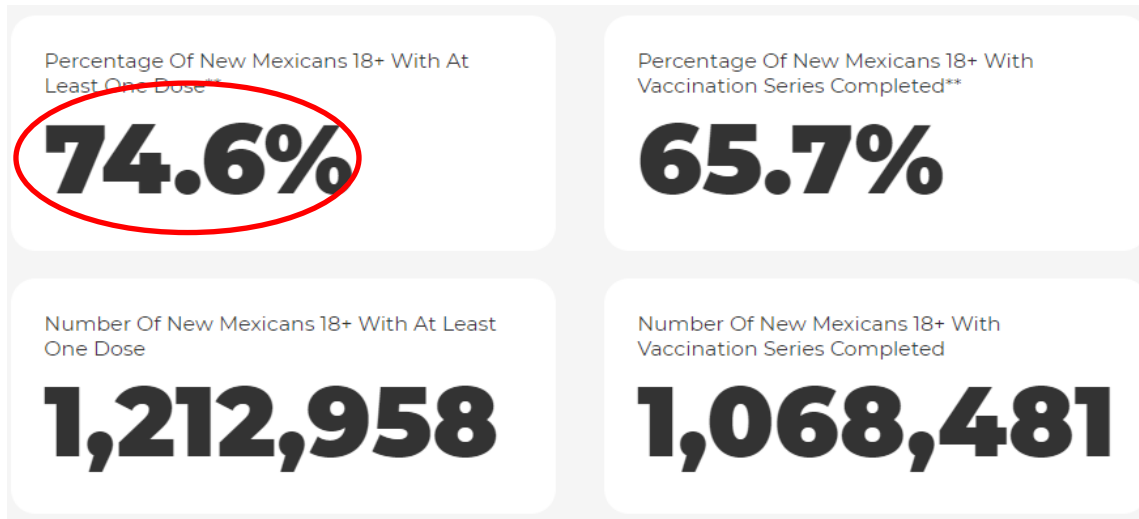 Percentage Of New Mexicans 18+ With At
Least One Dose**
74.6%
Percentage Of New Mexicans 18+ With
Vaccination Series Completed**
65.7%
Number Of New Mexicans 18+ With At Least
One Dose
1,212,958
Number Of New Mexicans 18+ With
Vaccination Series Completed
1,068,481